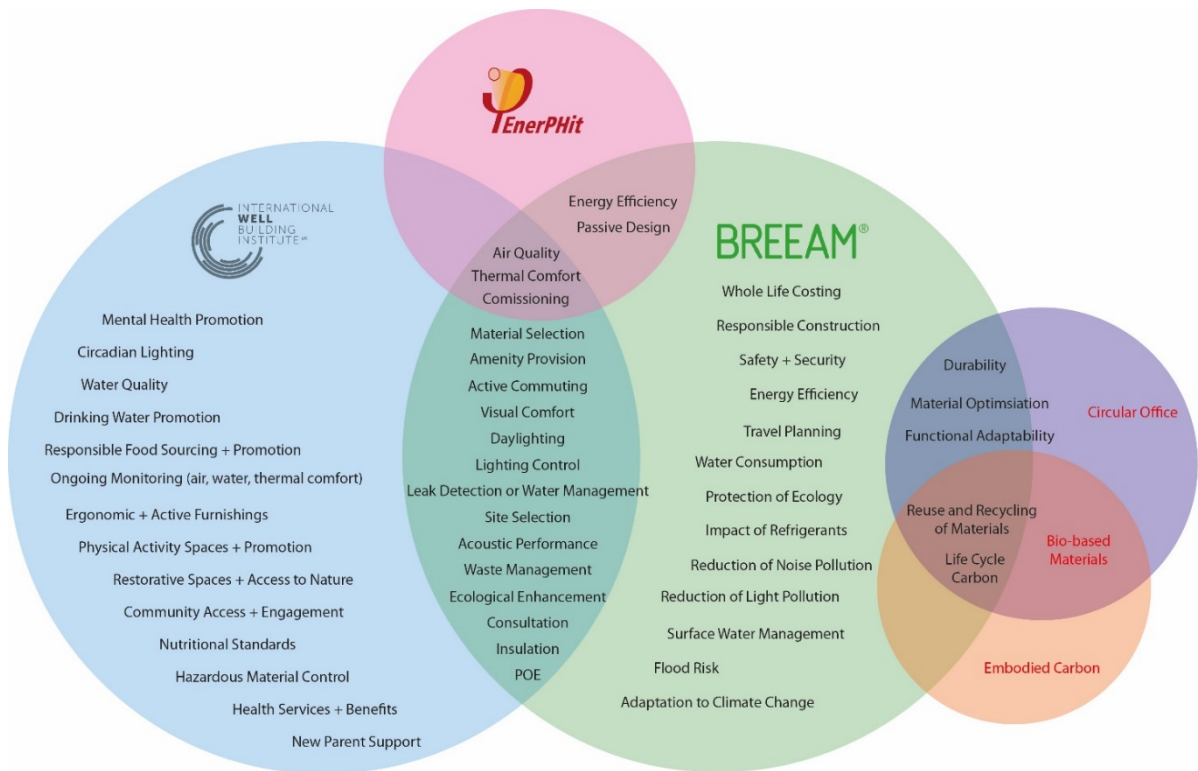 EnerPHit
INTERNATIONAL
WELL
BUILDING
INSTITUTE℠
BREEAM®
Energy Efficiency
Passive Design
Air Quality
Thermal Comfort
Comissioning
Mental Health Promotion
Circadian Lighting
Water Quality
Drinking Water Promotion
Responsible Food Sourcing + Promotion
Ongoing Monitoring (air, water, thermal comfort)
Ergonomic + Active Furnishings
Physical Activity Spaces + Promotion
Restorative Spaces + Access to Nature
Community Access + Engagement
Nutritional Standards
Hazardous Material Control
Health Services + Benefits
New Parent Support
Material Selection
Amenity Provision
Active Commuting
Visual Comfort
Daylighting
Lighting Control
Leak Detection or Water Management
Site Selection
Acoustic Performance
Waste Management
Ecological Enhancement
Consultation
Insulation
POE
Whole Life Costing
Responsible Construction
Safety + Security
Energy Efficiency
Travel Planning
Water Consumption
Protection of Ecology
Impact of Refrigerants
Reduction of Noise Pollution
Reduction of Light Pollution
Surface Water Management
Flood Risk
Adaptation to Climate Change
Durability
Material Optimsiation
Functional Adaptability
Circular Office
Reuse and Recycling
of Materials
Life Cycle
Carbon
Bio-based
Materials
Embodied Carbon